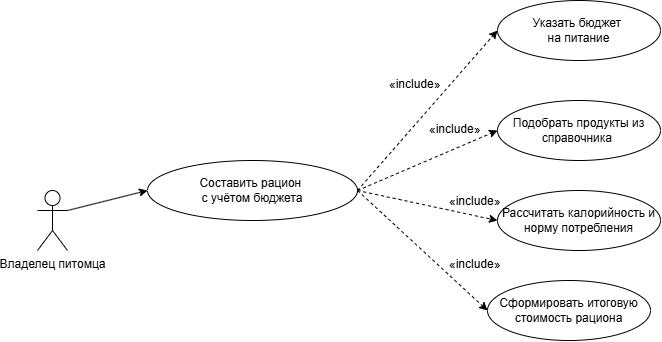 Указать бюджет
на питание
«include»
Подобрать продукты из
справочника
«include»
Составить рацион
с учётом бюджета
«include»
Рассчитать калорийность и
норму потребления
Владелец питомца
«include»
Сформировать итоговую
стоимость рациона